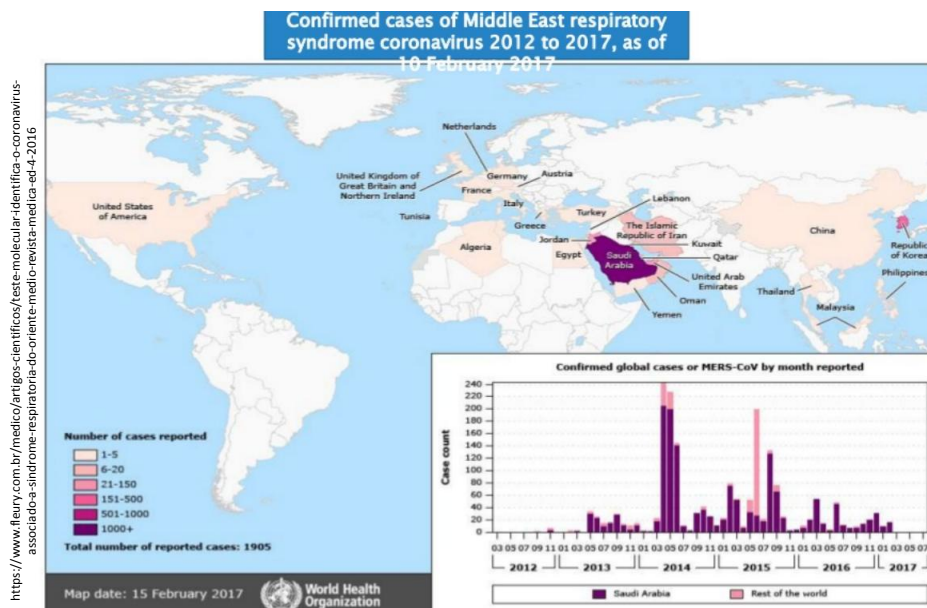 Confirmed cases of Middle East respiratory
syndrome coronavirus 2012 to 2017, as of
10 February 2017
https://www.fleury.com.br/medico/artigos-cientificos/teste-molecular-identifica-o-coronavirus-
associado-a-sindrome-respiratoria-do-oriente-medio-revista-medica-ed-4-2016
Netherlands
United Kingdom of
Great Britain and
Northern Ireland
Germany
Austria
France
Italy
Lebanon
United States
of America
Tunisia
Greece
Turkey
The Islamic
Republic of Iran
China
Algeria
Jordan
Kuwait
Republic
of Korea
Egypt
Saudi
Arabia
Qatar
United Arab
Emirates
Philippines
Thailand
Oman
Malaysia
Yemen
Confirmed global cases or MERS-CoV by month reported
Case count
240
220
200
180
160
140
120
100
80
60
40
20
0
03 05 07 09 11 01 03 05 07 09 11 01 03 05 07 09 11 01 03 05 07 09 11 01 03 05 07 09 11 01 03 05 07
2012 2013 2014 2015 2016 2017
Saudi Arabia Rest of the world
Number of cases reported
1-5
6-20
21-150
151-500
501-1000
1000+
Total number of reported cases: 1905
Map date: 15 February 2017
World Health
Organization